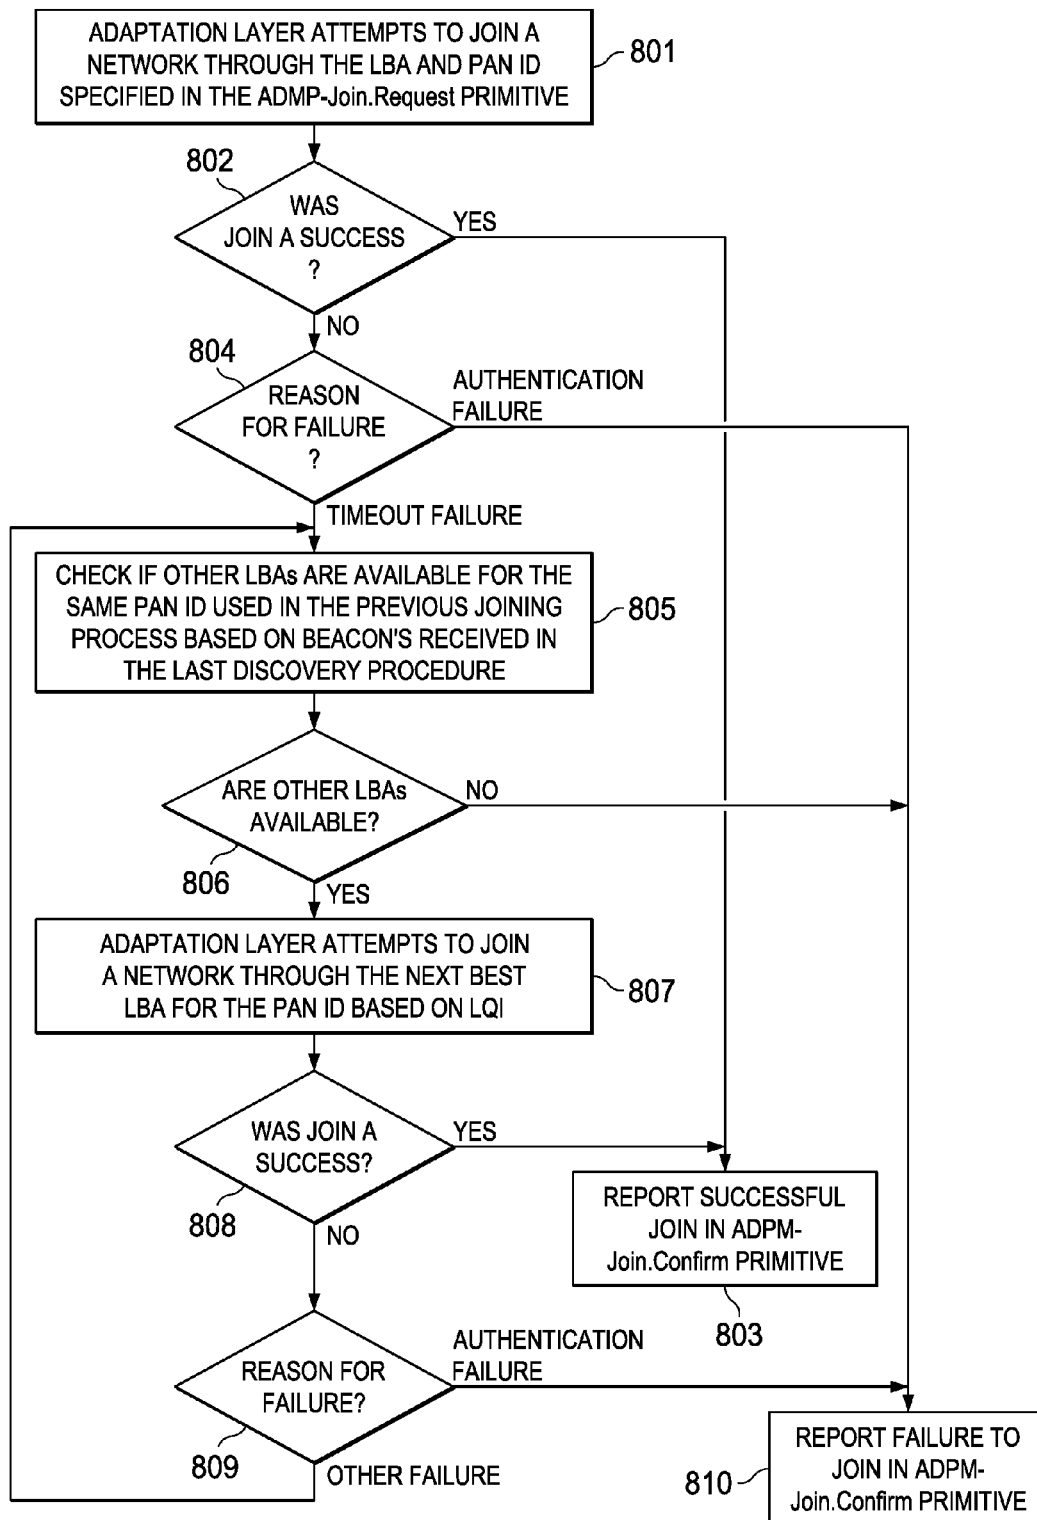 ADAPTATION LAYER ATTEMPTS TO JOIN A
NETWORK THROUGH THE LBA AND PAN ID
SPECIFIED IN THE ADMP-Join.Request PRIMITIVE
801
802
WAS
JOIN A SUCCESS
?
YES
NO
804
REASON
FOR FAILURE
?
AUTHENTICATION
FAILURE
TIMEOUT FAILURE
CHECK IF OTHER LBAs ARE AVAILABLE FOR THE
SAME PAN ID USED IN THE PREVIOUS JOINING
PROCESS BASED ON BEACON'S RECEIVED IN
THE LAST DISCOVERY PROCEDURE
805
ARE OTHER LBAs
AVAILABLE?
NO
806
YES
ADAPTATION LAYER ATTEMPTS TO JOIN
A NETWORK THROUGH THE NEXT BEST
LBA FOR THE PAN ID BASED ON LQI
807
WAS JOIN A
SUCCESS?
YES
808
NO
REPORT SUCCESSFUL
JOIN IN ADPM-
Join.Confirm PRIMITIVE
803
REASON FOR
FAILURE?
AUTHENTICATION
FAILURE
809
OTHER FAILURE
REPORT FAILURE TO
JOIN IN ADPM-
Join.Confirm PRIMITIVE
810